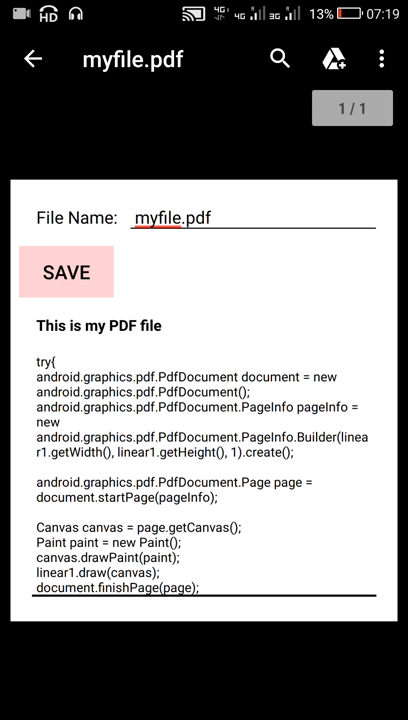 HD 4G+ 4G 3G 13% 07:19
myfile.pdf
1 / 1
File Name: myfile.pdf
SAVE
This is my PDF file
try{
android.graphics.pdf.PdfDocument document = new
android.graphics.pdf.PdfDocument();
android.graphics.pdf.PdfDocument.PageInfo pageInfo =
new
android.graphics.pdf.PdfDocument.PageInfo.Builder(linea
r1.getWidth(), linear1.getHeight(), 1).create();
android.graphics.pdf.PdfDocument.Page page =
document.startPage(pageInfo);
Canvas canvas = page.getCanvas();
Paint paint = new Paint();
canvas.drawPaint(paint);
linear1.draw(canvas);
document.finishPage(page);